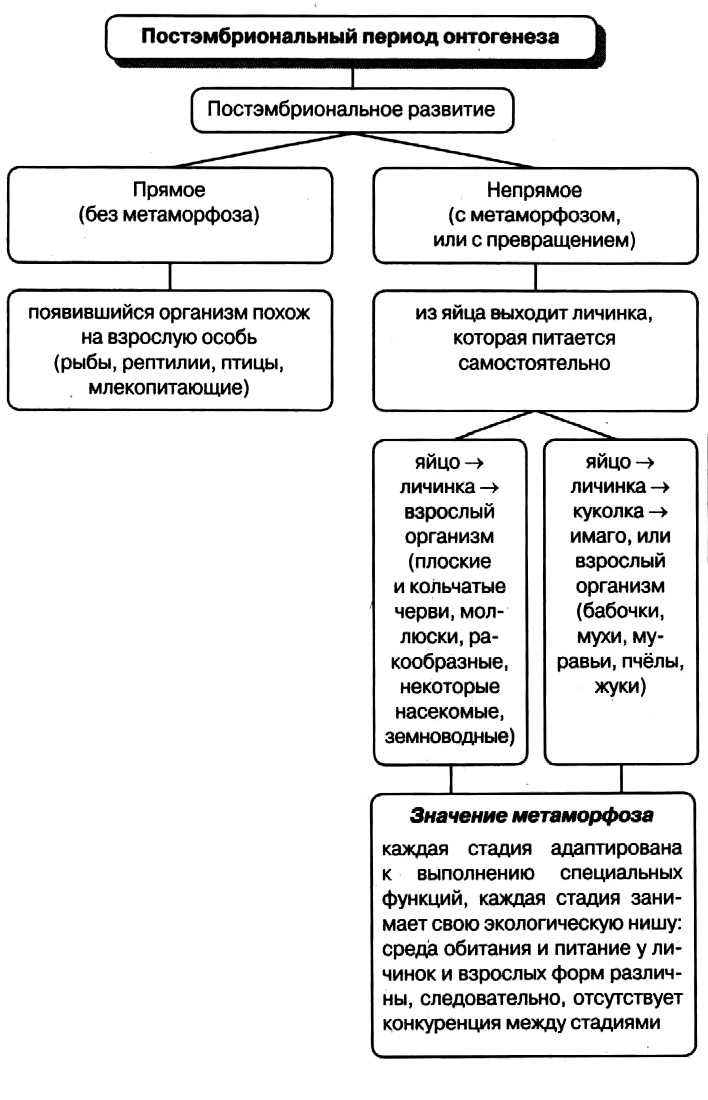 Постэмбриональный период онтогенеза
Постэмбриональное развитие
Прямое
(без метаморфоза)
Непрямое
(с метаморфозом,
или с превращением)
появившийся организм похож
на взрослую особь
(рыбы, рептилии, птицы,
млекопитающие)
из яйца выходит личинка,
которая питается
самостоятельно
яйцо →
личинка →
взрослый
организм
(плоские
и кольчатые
черви, мол-
люски, ра-
кообразные,
некоторые
насекомые,
земноводные)
яйцо →
личинка →
куколка →
имаго, или
взрослый
организм
(бабочки,
мухи, му-
равьи, пчёлы,
жуки)
Значение метаморфоза
каждая стадия адаптирована
к выполнению специальных
функций, каждая стадия зани-
мает свою экологическую нишу:
среда обитания и питание у ли-
чинок и взрослых форм различ-
ны, следовательно, отсутствует
конкуренция между стадиями